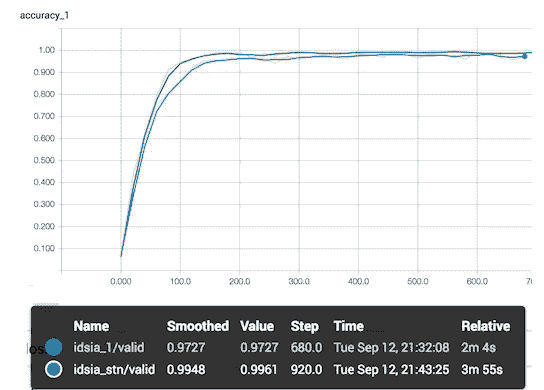 accuracy_1
1.00
0.900
0.800
0.700
0.600
0.500
0.400
0.300
0.200
0.100
0.000 100.0 200.0 300.0 400.0 500.0 600.0
Name Smoothed Value Step Time Relative
idsia_1/valid 0.9727 0.9727 680.0 Tue Sep 12, 21:32:08 2m 4s
idsia_stn/valid 0.9948 0.9961 920.0 Tue Sep 12, 21:43:25 3m 55s